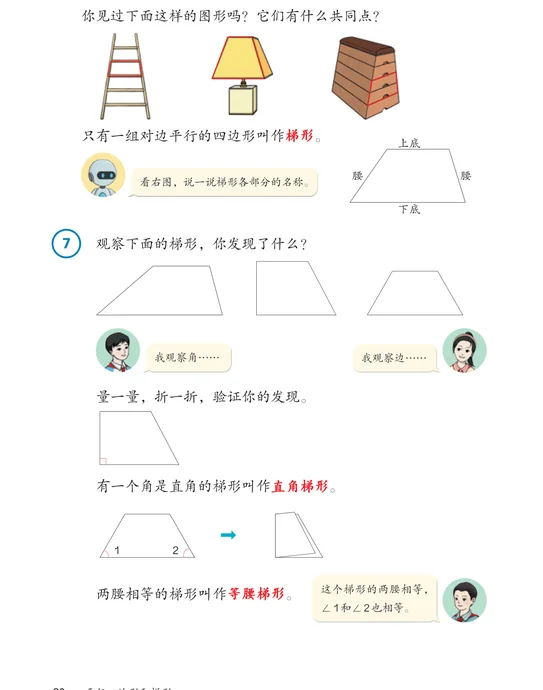 你见过下面这样的图形吗？它们有什么共同点？
只有一组对边平行的四边形叫作梯形。
看右图，说一说梯形各部分的名称。
上底
腰
腰
下底
7
观察下面的梯形，你发现了什么？
我观察角……
我观察边……
量一量，折一折，验证你的发现。
有一个角是直角的梯形叫作直角梯形。
1
2
两腰相等的梯形叫作等腰梯形。
这个梯形的两腰相等，
∠1和∠2也相等。